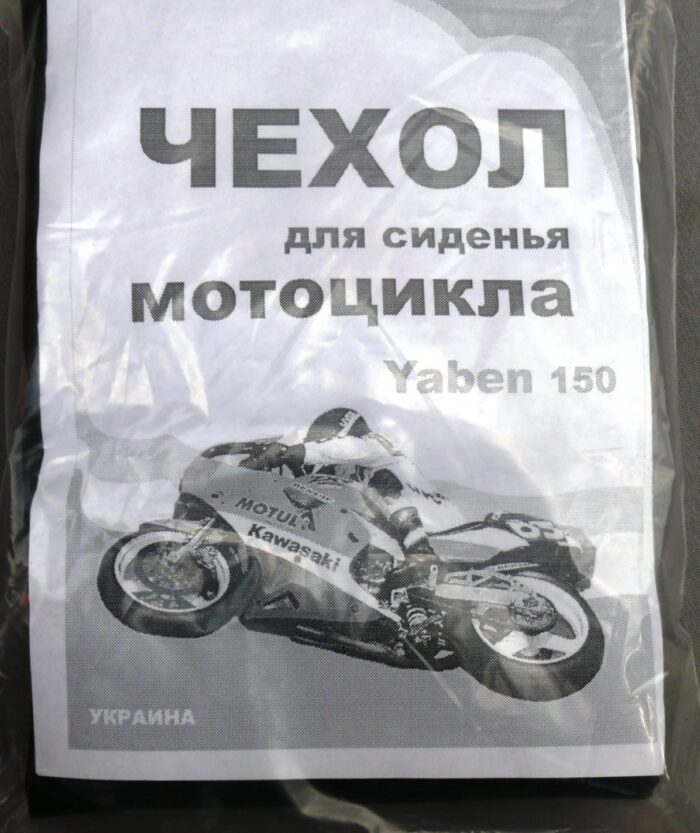 ЧЕХОЛ
для сиденья
мотоцикла
Yaben 150
MOTUL
Kawasaki
УКРАИНА